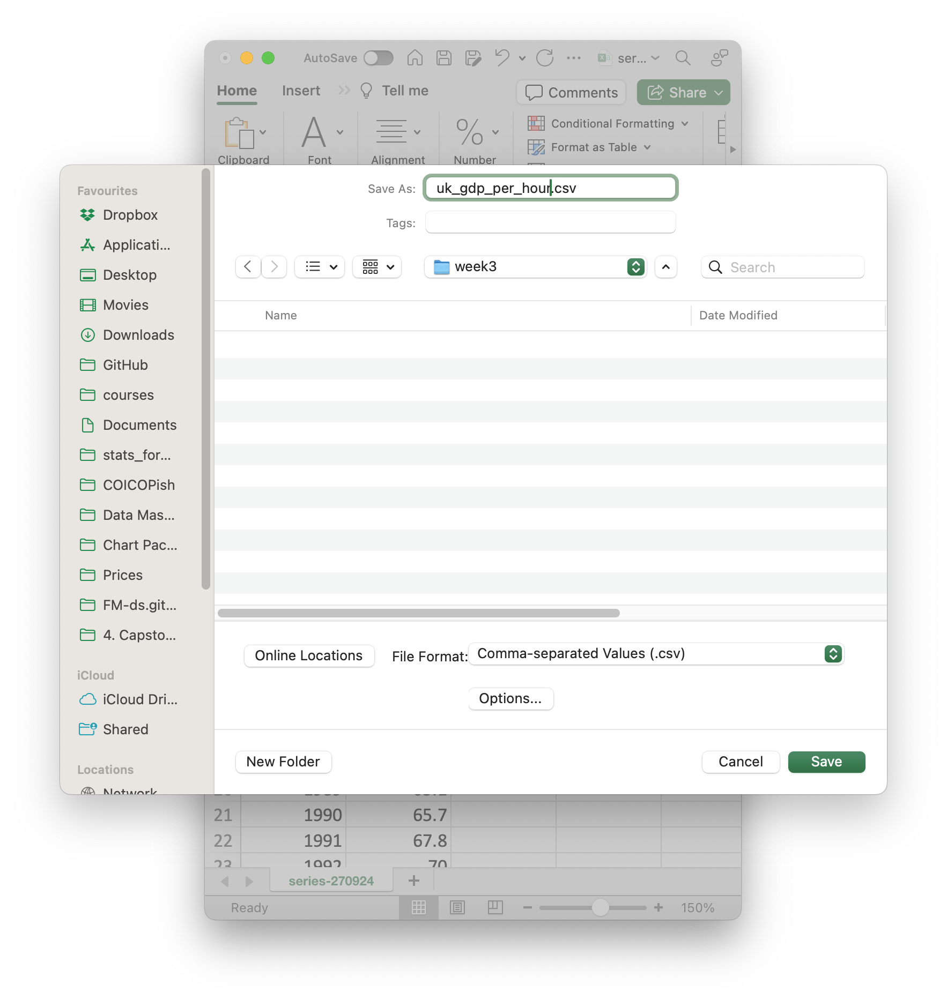 AutoSave
ser...
Home Insert Tell me Comments Share
Clipboard Font Alignment Number
Conditional Formatting
Format as Table
Favourites
Dropbox
Applicati...
Desktop
Movies
Downloads
GitHub
courses
Documents
stats_for...
COICOPish
Data Mas...
Chart Pac...
Prices
FM-ds.git...
4. Capsto...
iCloud
iCloud Dri...
Shared
Locations
Network
Save As: uk_gdp_per_hour.csv
Tags:
week3
Search
Name Date Modified
Online Locations File Format: Comma-separated Values (.csv)
Options...
New Folder Cancel Save
21 1990 65.7
22 1991 67.8
23 1992 70
series-270924
Ready 150%